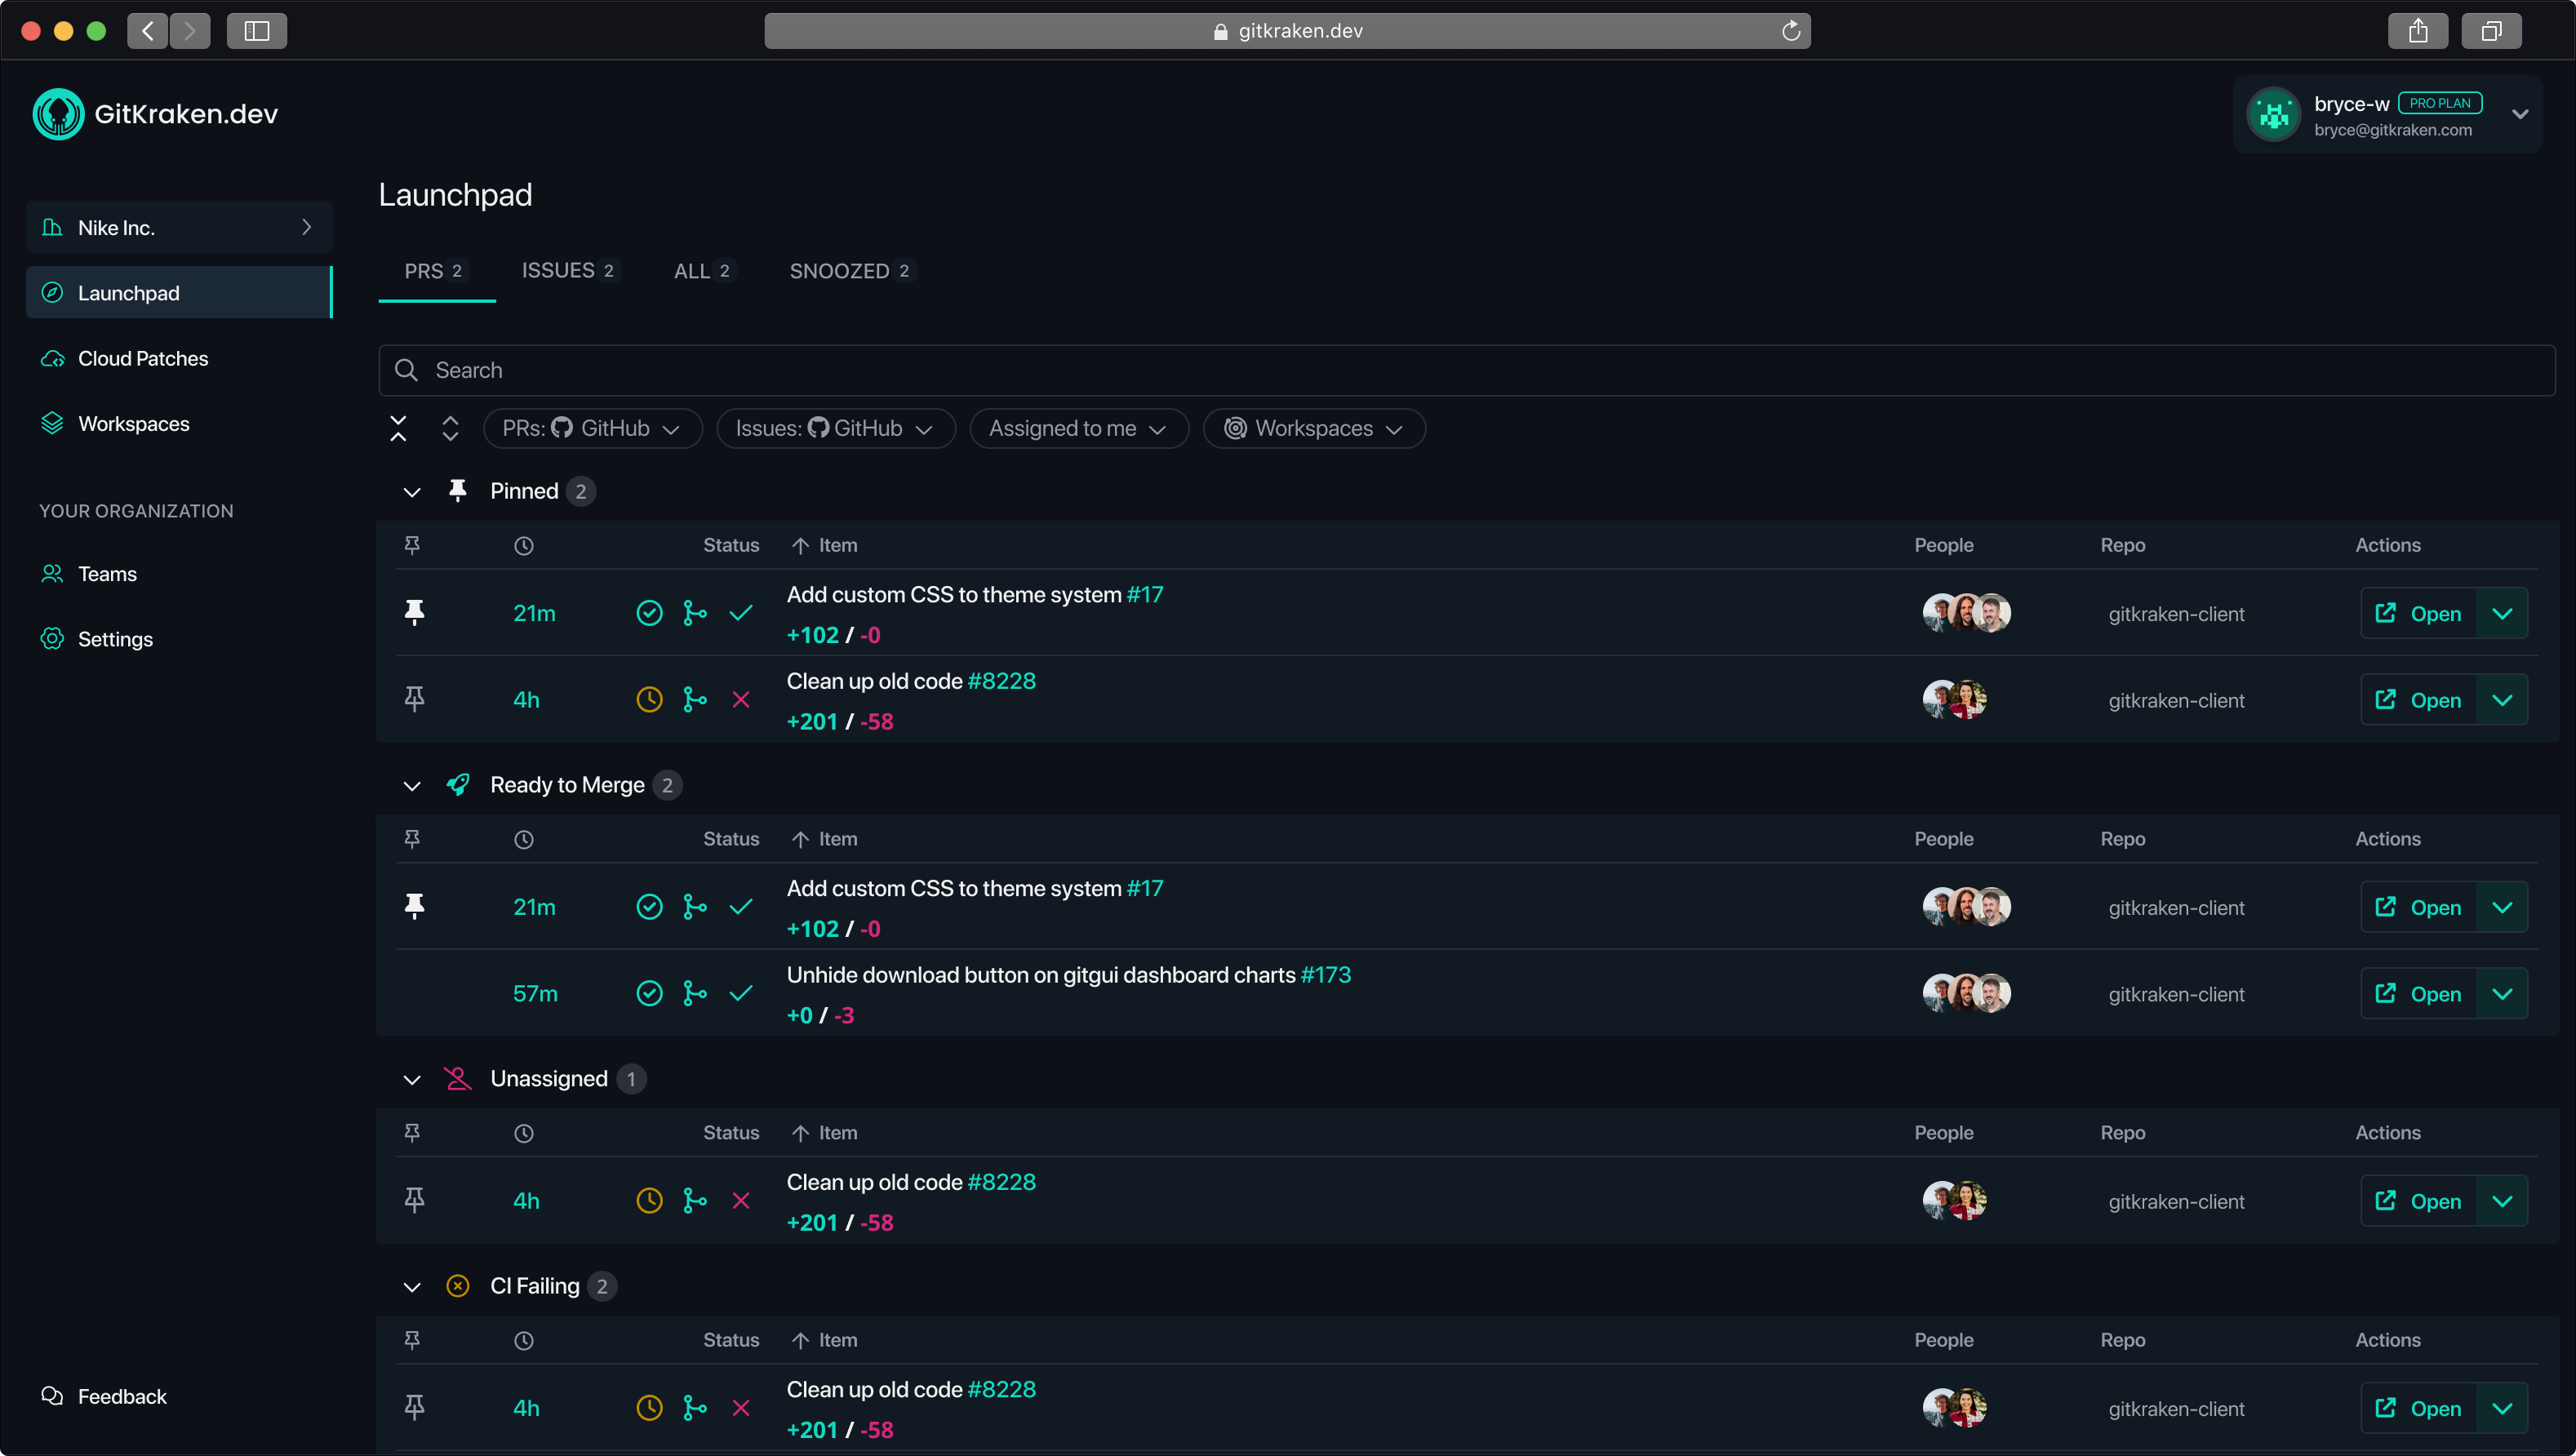 gitkraken.dev
GitKraken.dev
bryce-w PRO PLAN
bryce@gitkraken.com
Nike Inc.
Launchpad
Cloud Patches
Workspaces
YOUR ORGANIZATION
Teams
Settings
Feedback
Launchpad
PRS 2 ISSUES 2 ALL 2 SNOOZED 2
Search
PRs: GitHub Issues: GitHub Assigned to me Workspaces
Pinned 2
Status Item People Repo Actions
Add custom CSS to theme system #17
21m gitkraken-client Open
+102 / -0
Clean up old code #8228
4h gitkraken-client Open
+201 / -58
Ready to Merge 2
Status Item People Repo Actions
Add custom CSS to theme system #17
21m gitkraken-client Open
+102 / -0
Unhide download button on gitgui dashboard charts #173
57m gitkraken-client Open
+0 / -3
Unassigned 1
Status Item People Repo Actions
Clean up old code #8228
4h gitkraken-client Open
+201 / -58
CI Failing 2
Status Item People Repo Actions
Clean up old code #8228
4h gitkraken-client Open
+201 / -58